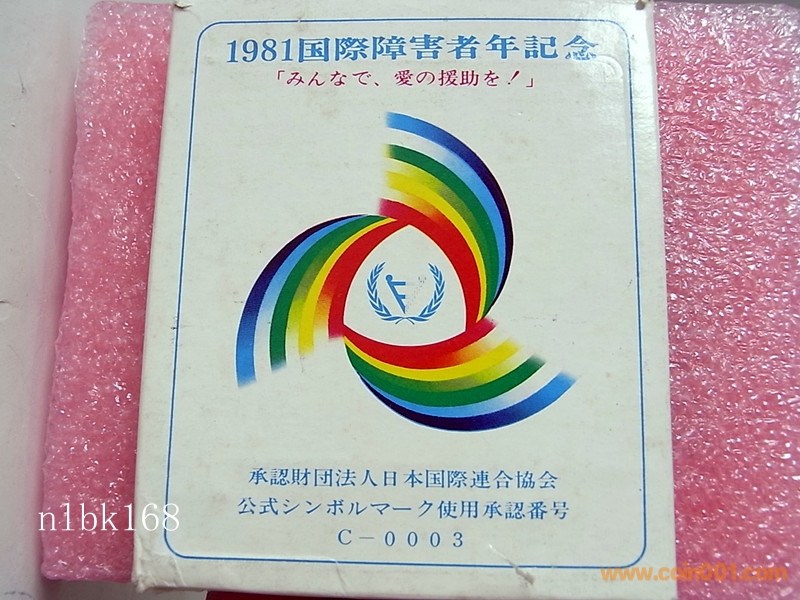 1981国際障害者年記念
「みんなで、愛の援助を！」
承認財団法人日本国際連合協会
公式シンボルマーク使用承認番号
C－0003
n1bk168
www.coin001.com